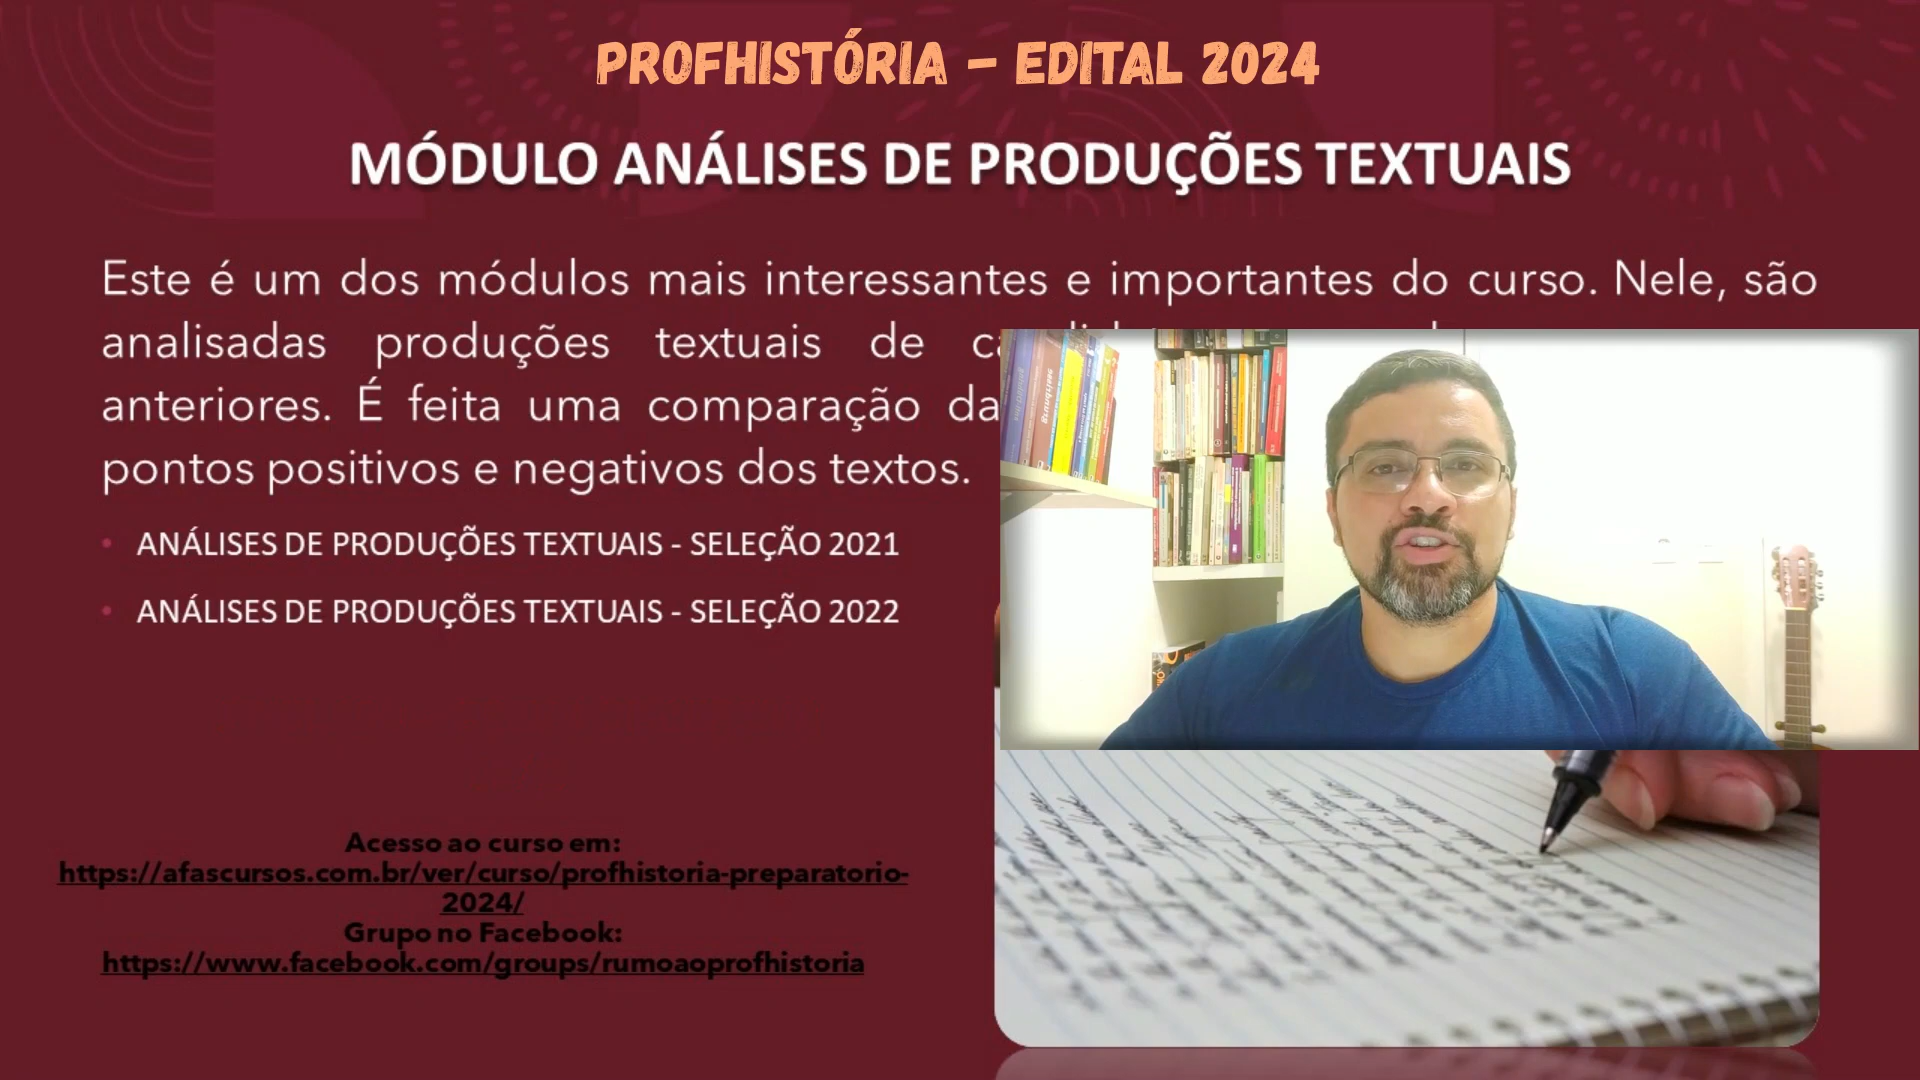 PROFHISTÓRIA – EDITAL 2024
MÓDULO ANÁLISES DE PRODUÇÕES TEXTUAIS
Este é um dos módulos mais interessantes e importantes do curso. Nele, são
analisadas produções textuais de
anteriores. É feita uma comparação
pontos positivos e negativos dos textos.
• ANÁLISES DE PRODUÇÕES TEXTUAIS - SELEÇÃO 2021
• ANÁLISES DE PRODUÇÕES TEXTUAIS - SELEÇÃO 2022
Acesso ao curso em:
https://afascursos.com.br/ver/curso/profhistoria-preparatorio-
2024/
Grupo no Facebook:
https://www.facebook.com/groups/rumoaoprofhistoria